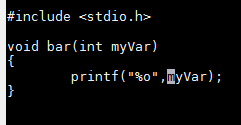 #include <stdio.h>
void bar(int myVar)
{
printf("%o",myVar);
}